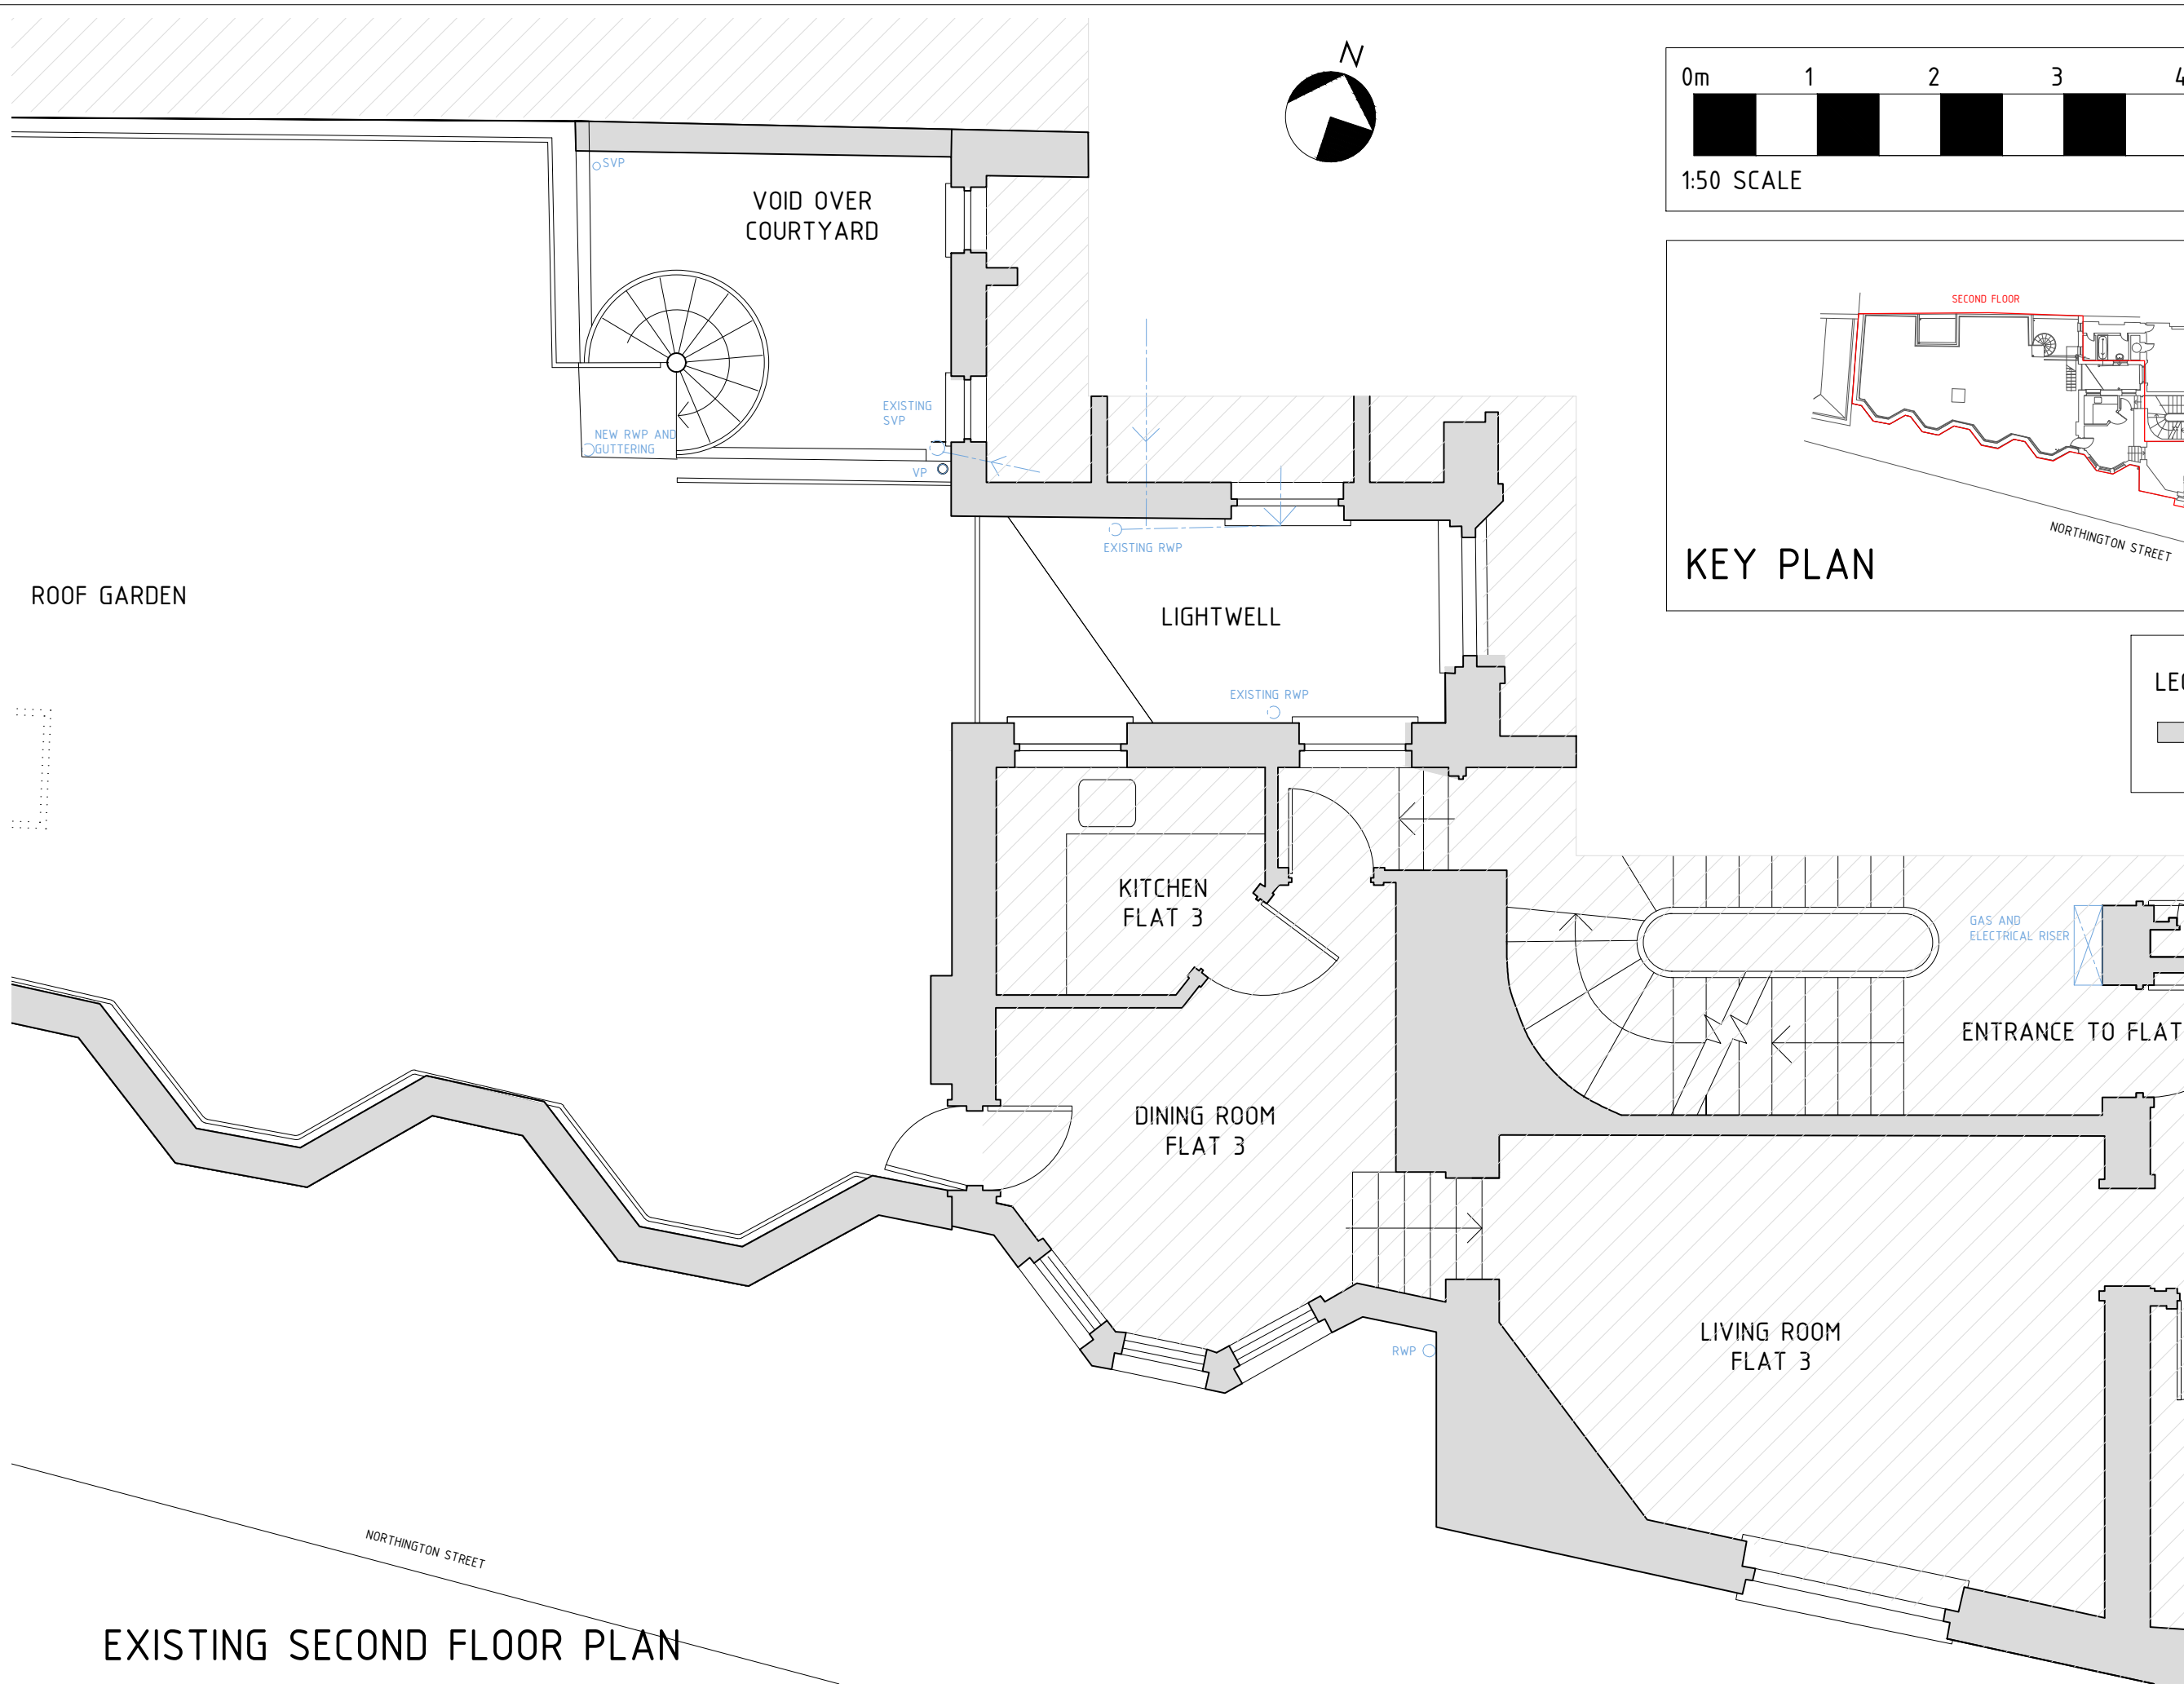 N
0m 1 2 3 4
1:50 SCALE
SVP
VOID OVER
COURTYARD
SECOND FLOOR
EXISTING
SVP
NEW RWP AND
GUTTERING
VP
EXISTING RWP
NORTHINGTON STREET
KEY PLAN
ROOF GARDEN
LIGHTWELL
EXISTING RWP
LEG
KITCHEN
FLAT 3
GAS AND
ELECTRICAL RISER
ENTRANCE TO FLAT
DINING ROOM
FLAT 3
LIVING ROOM
FLAT 3
RWP
NORTHINGTON STREET
EXISTING SECOND FLOOR PLAN